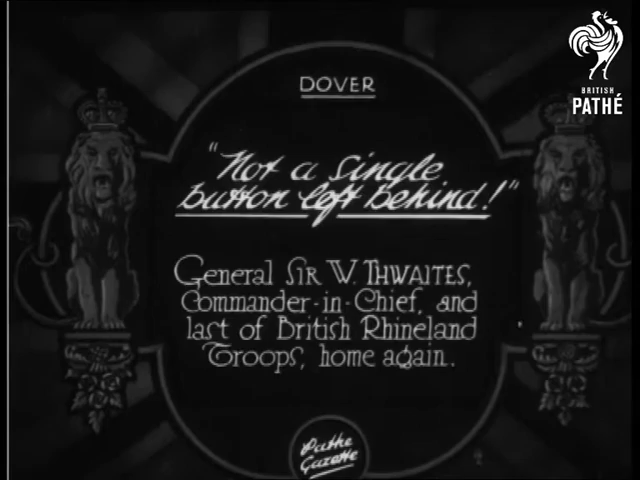 BRITISH
PATHÉ
DOVER
"Not a single
button left behind!"
General Sir W. Thwaites,
Commander-in-Chief, and
last of British Rhineland
Troops, home again.
Pathe
Gazette